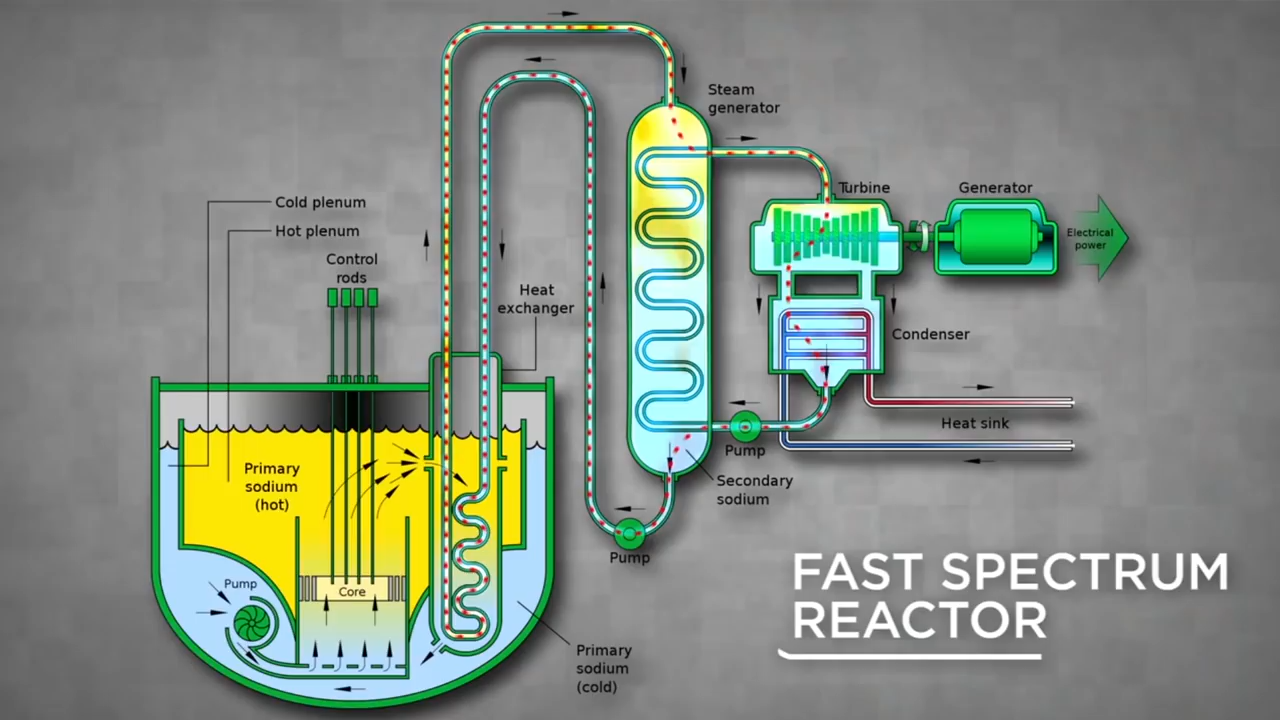 Steam
generator
Turbine
Generator
Cold plenum
Hot plenum
Control
rods
Electrical
power
Heat
exchanger
Condenser
Heat sink
Primary
sodium
(hot)
Pump
Secondary
sodium
Pump
Pump
Core
Primary
sodium
(cold)
FAST SPECTRUM
REACTOR